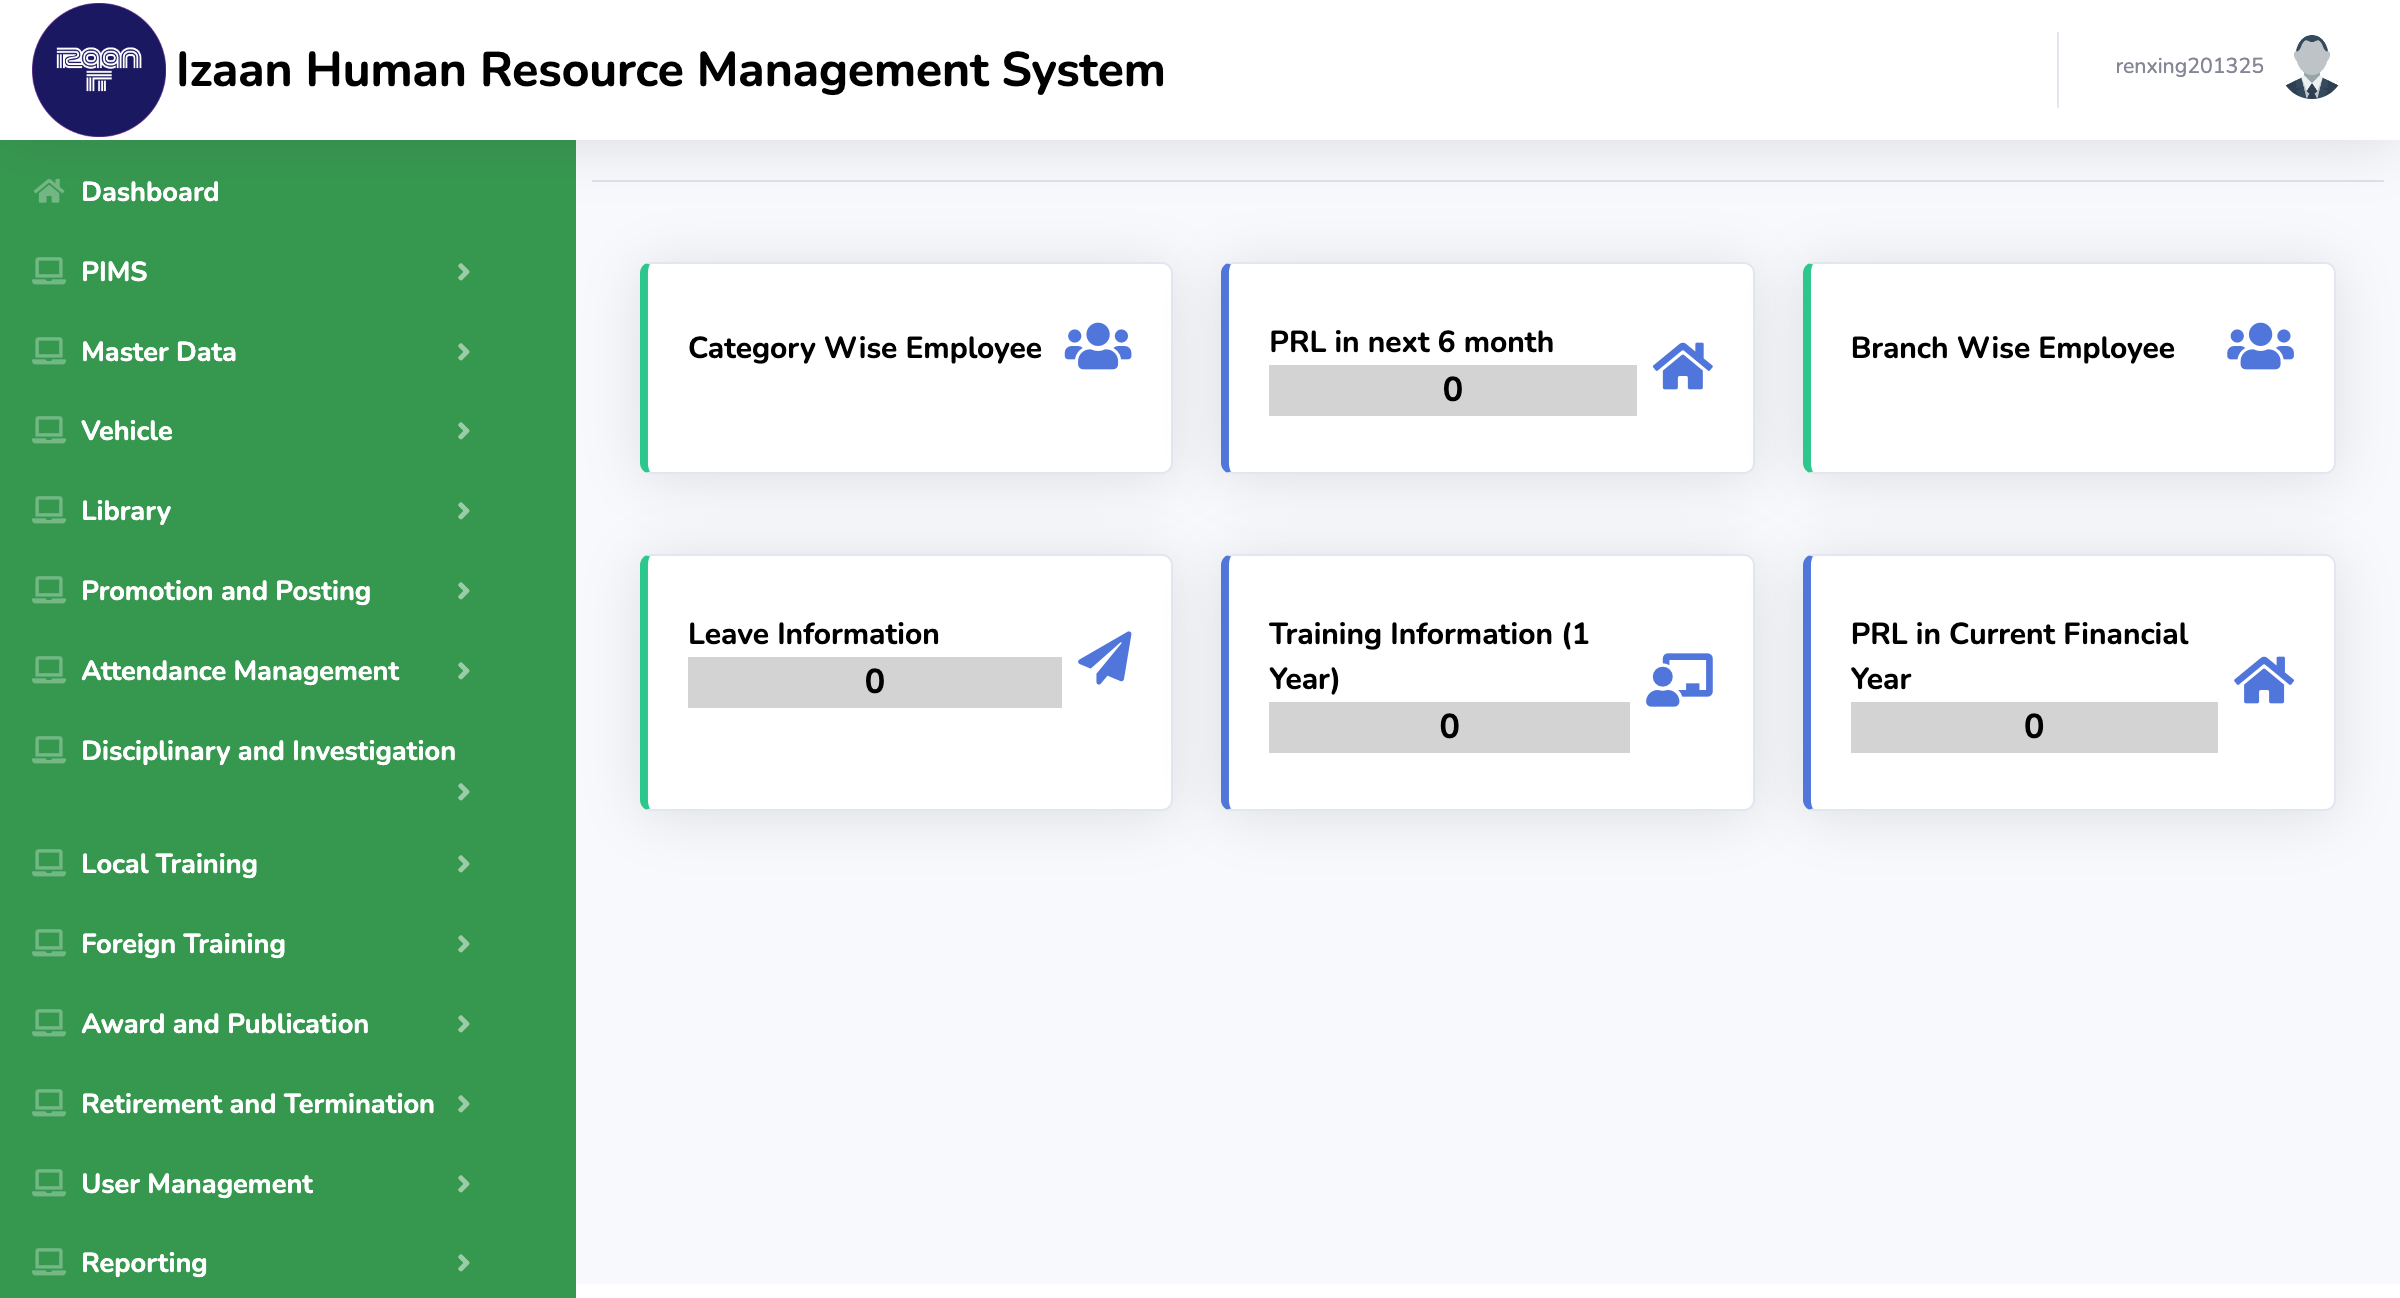 izaan
IT
Izaan Human Resource Management System
renxing201325
Dashboard
PIMS
Master Data
Vehicle
Library
Promotion and Posting
Attendance Management
Disciplinary and Investigation
Local Training
Foreign Training
Award and Publication
Retirement and Termination
User Management
Reporting
Category Wise Employee
PRL in next 6 month
0
Branch Wise Employee
Leave Information
0
Training Information (1
Year)
0
PRL in Current Financial
Year
0